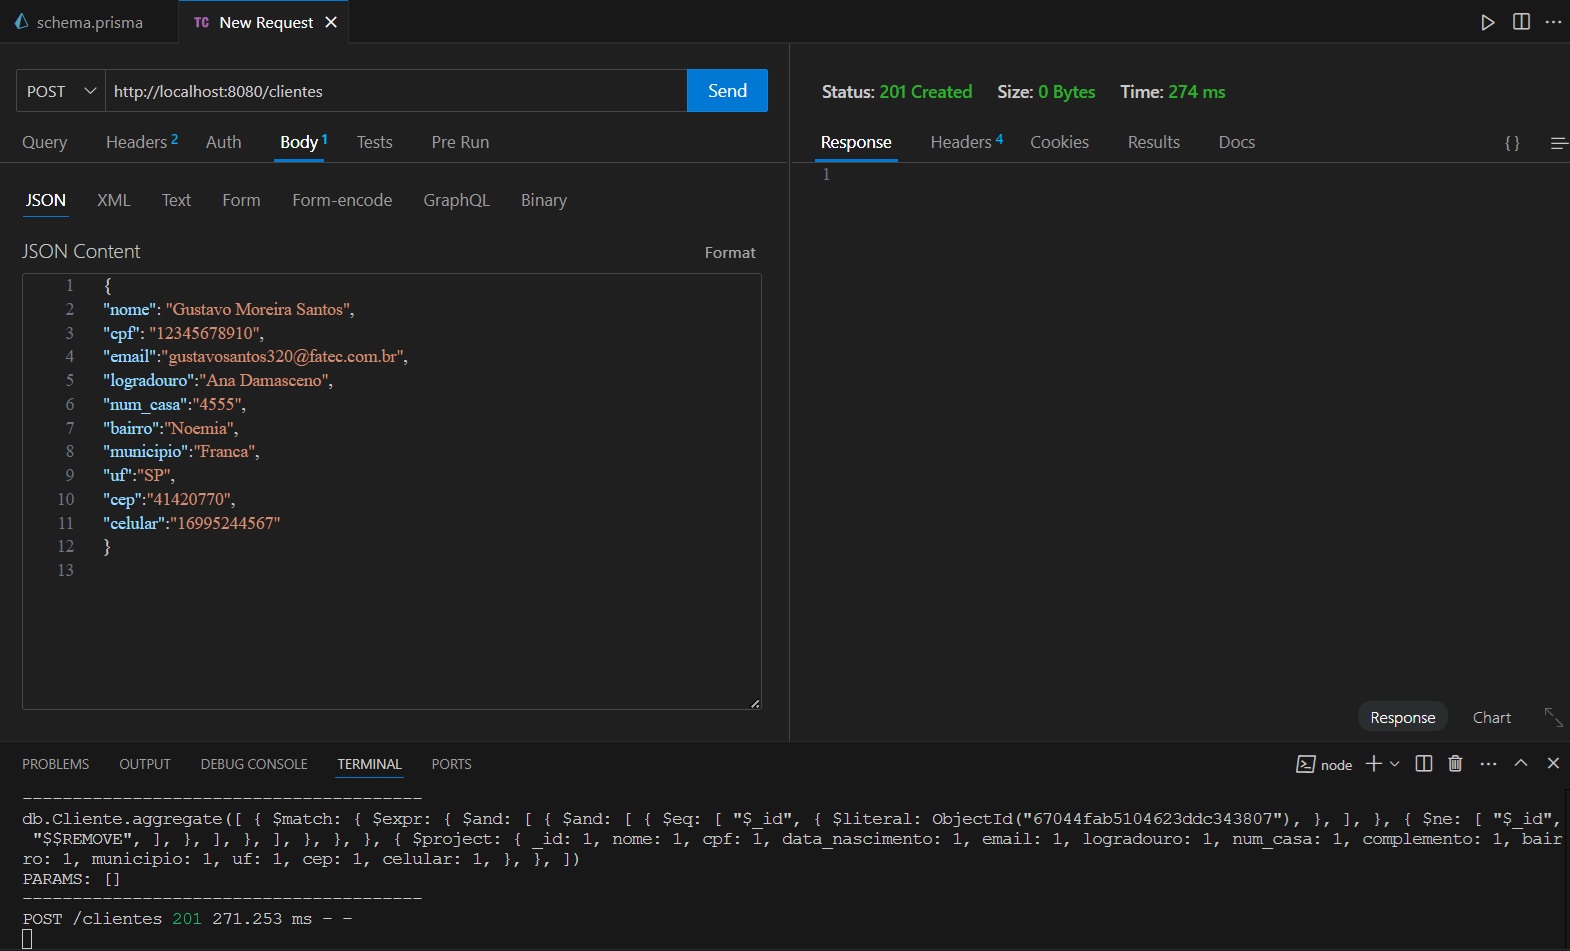 schema.prisma
TC New Request
POST http://localhost:8080/clientes Send
Query Headers 2 Auth Body 1 Tests Pre Run
JSON XML Text Form Form-encode GraphQL Binary
JSON Content Format
1 {
2 "nome": "Gustavo Moreira Santos",
3 "cpf": "12345678910",
4 "email":"gustavosantos320@fatec.com.br",
5 "logradouro":"Ana Damasceno",
6 "num_casa":"4555",
7 "bairro":"Noemia",
8 "municipio":"Franca",
9 "uf":"SP",
10 "cep":"41420770",
11 "celular":"16995244567"
12 }
13
Status: 201 Created Size: 0 Bytes Time: 274 ms
Response Headers 4 Cookies Results Docs {}
1
Response Chart
PROBLEMS OUTPUT DEBUG CONSOLE TERMINAL PORTS
node
----------------------------------------
db.Cliente.aggregate([ { $match: { $expr: { $and: [ { $and: [ { $eq: [ "$_id", { $literal: ObjectId("67044fab5104623ddc343807"), }, ], }, { $ne: [ "$_id",
"$$REMOVE", ], }, ], }, ], }, }, }, { $project: { _id: 1, nome: 1, cpf: 1, data_nascimento: 1, email: 1, logradouro: 1, num_casa: 1, complemento: 1, bair
ro: 1, municipio: 1, uf: 1, cep: 1, celular: 1, }, }, ])
PARAMS: []
----------------------------------------
POST /clientes 201 271.253 ms - -